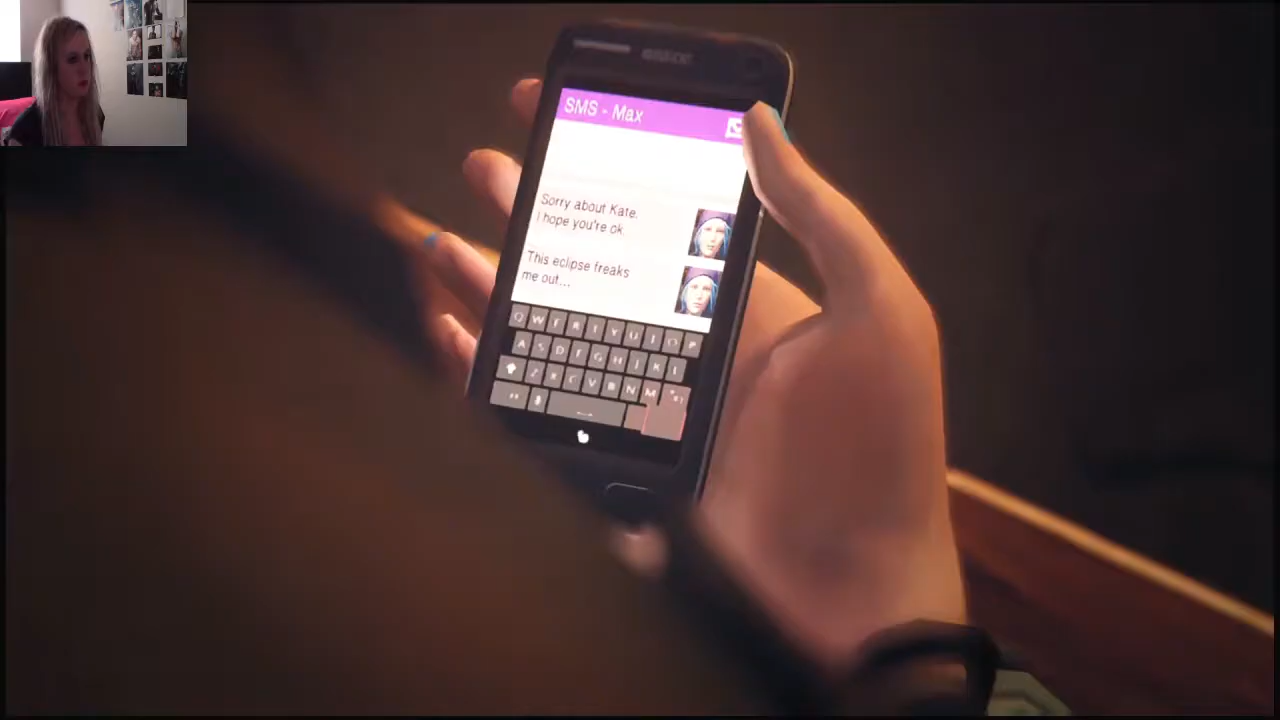 SMS - Max
Sorry about Kate.
I hope you're ok.
This eclipse freaks
me out...